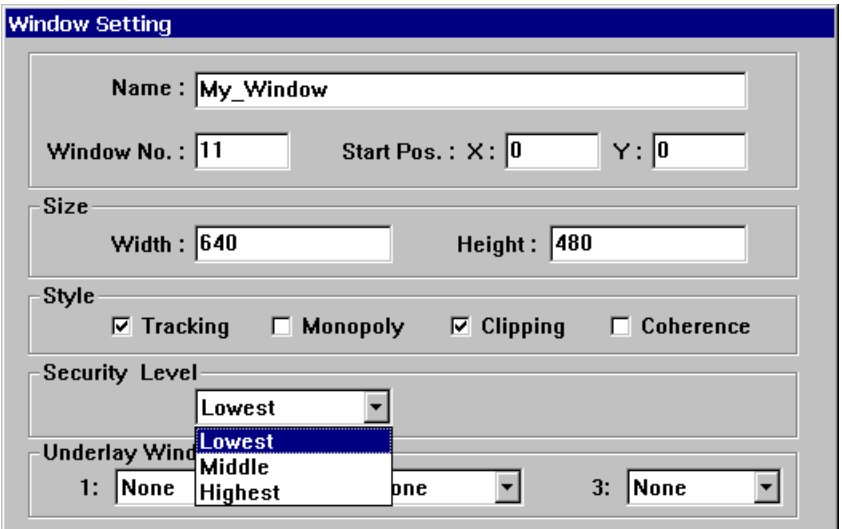 Window Setting
Name : My_Window
Window No. : 11 Start Pos. : X : 0 Y : 0
Size
Width : 640 Height : 480
Style
Tracking Monopoly Clipping Coherence
Security Level
Lowest
Lowest
Underlay Wind
Middle
1: None one 3: None
Highest